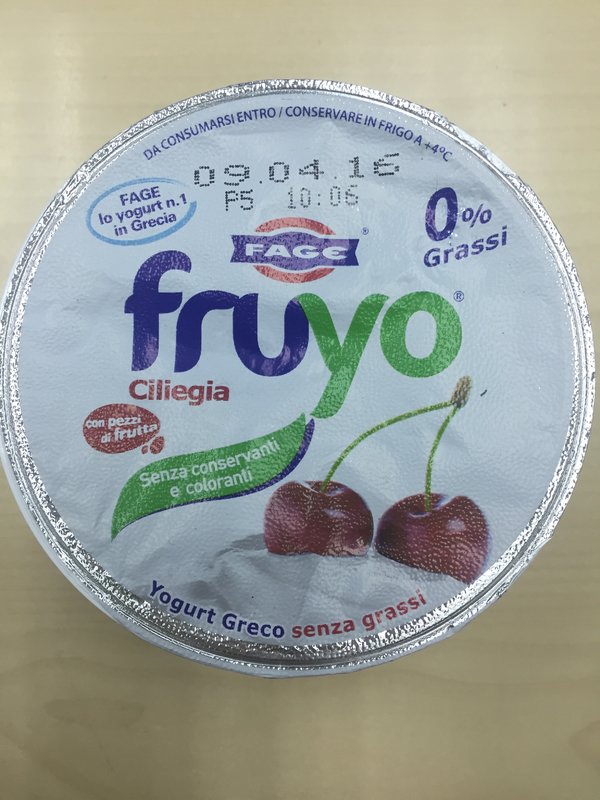 DA CONSUMARSI ENTRO / CONSERVARE IN FRIGO A +4°C
09.04.16
P5 10:06
FAGE
lo yogurt n.1
in Grecia
0%
Grassi
FAGE®
fruyo®
Ciliegia
con pezzi
di frutta
Senza conservanti
e coloranti
Yogurt Greco senza grassi